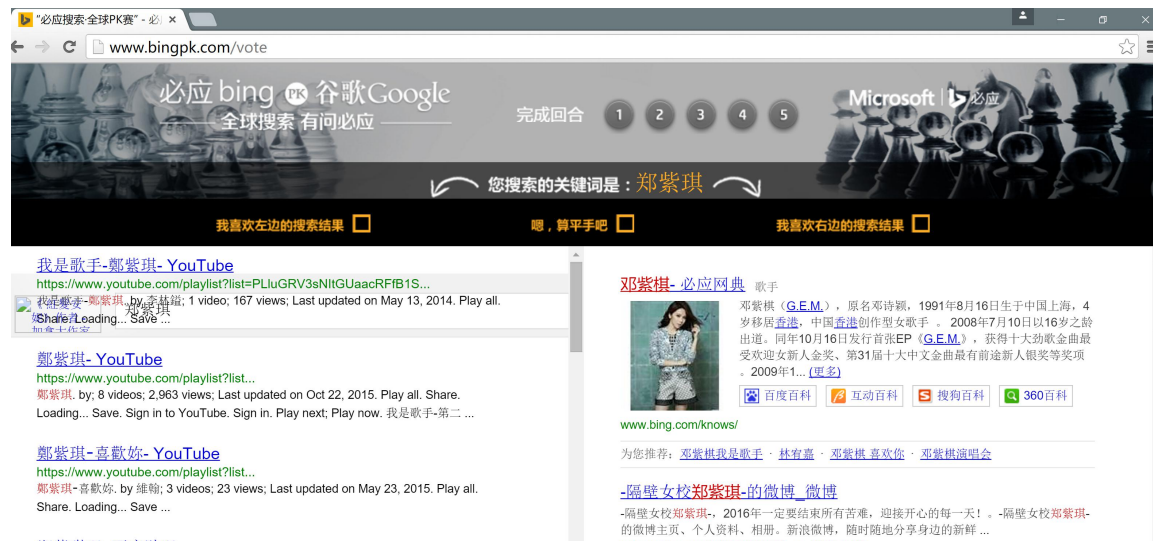 "必应搜索·全球PK赛" - 必
www.bingpk.com/vote
必应 bing PK 谷歌Google
全球搜索 有问必应
完成回合 1 2 3 4 5
Microsoft | 必应
您搜索的关键词是：郑紫琪
我喜欢左边的搜索结果
嗯，算平手吧
我喜欢右边的搜索结果
我是歌手-鄭紫琪- YouTube
https://www.youtube.com/playlist?list=PLIuGRV3sNItGUaacRFfB1S...
我是歌手-鄭紫琪. by 李林鎰; 1 video; 167 views; Last updated on May 13, 2014. Play all.
Share. Loading... Save ...
郑紫琪
加拿大作家
鄭紫琪- YouTube
https://www.youtube.com/playlist?list...
鄭紫琪. by; 8 videos; 2,963 views; Last updated on Oct 22, 2015. Play all. Share.
Loading... Save. Sign in to YouTube. Sign in. Play next; Play now. 我是歌手-第二 ...
鄭紫琪-喜歡妳- YouTube
https://www.youtube.com/playlist?list...
鄭紫琪-喜歡妳. by 維翰; 3 videos; 23 views; Last updated on May 23, 2015. Play all.
Share. Loading... Save ...
邓紫棋- 必应网典 歌手
邓紫棋（G.E.M.），原名邓诗颖，1991年8月16日生于中国上海，4
岁移居香港，中国香港创作型女歌手 。 2008年7月10日以16岁之龄
出道。同年10月16日发行首张EP《G.E.M.》，获得十大劲歌金曲最
受欢迎女新人金奖、第31届十大中文金曲最有前途新人银奖等奖项
。2009年1... (更多)
百度百科 互动百科 搜狗百科 360百科
www.bing.com/knows/
为您推荐：邓紫棋我是歌手 · 林宥嘉 · 邓紫棋 喜欢你 · 邓紫棋演唱会
-隔壁女校郑紫琪-的微博_微博
-隔壁女校郑紫琪-，2016年一定要结束所有苦难，迎接开心的每一天！。-隔壁女校郑紫琪-
的微博主页、个人资料、相册。新浪微博，随时随地分享身边的新鲜 ...